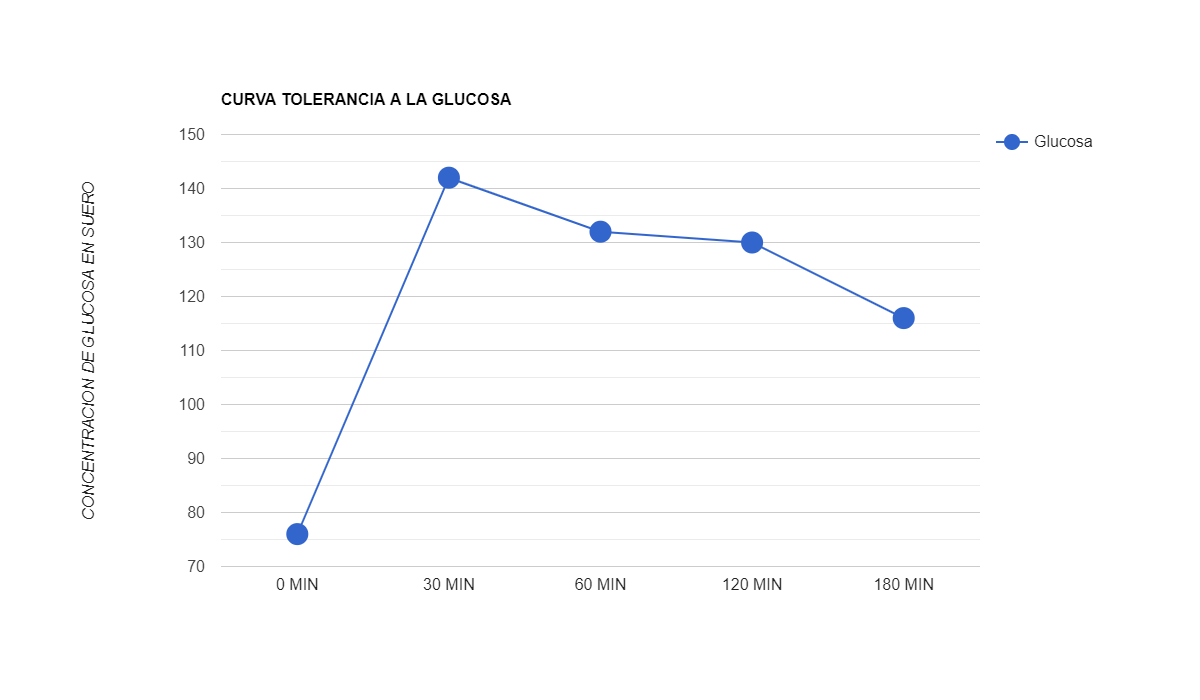 CURVA TOLERANCIA A LA GLUCOSA
Glucosa
CONCENTRACION DE GLUCOSA EN SUERO
150
140
130
120
110
100
90
80
70
0 MIN
30 MIN
60 MIN
120 MIN
180 MIN